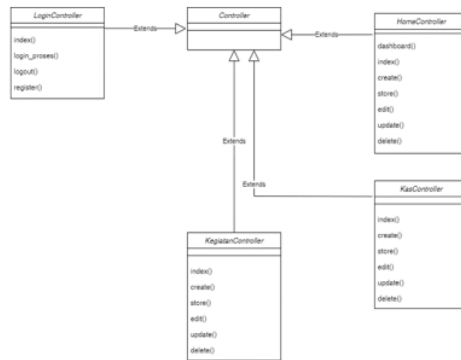 LoginController
index()
login_proses()
logout()
register()
Extends
Controller
Extends
HomeController
dashboard()
index()
create()
store()
edit()
update()
delete()
Extends
Extends
KasController
index()
create()
store()
edit()
update()
delete()
KegiatanController
index()
create()
store()
edit()
update()
delete()